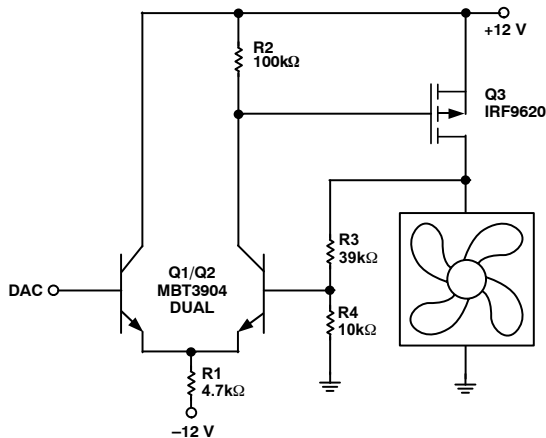 +12 V
R2
100kΩ
Q3
IRF9620
R3
39kΩ
Q1/Q2
MBT3904
DUAL
DAC
R4
10kΩ
R1
4.7kΩ
–12 V